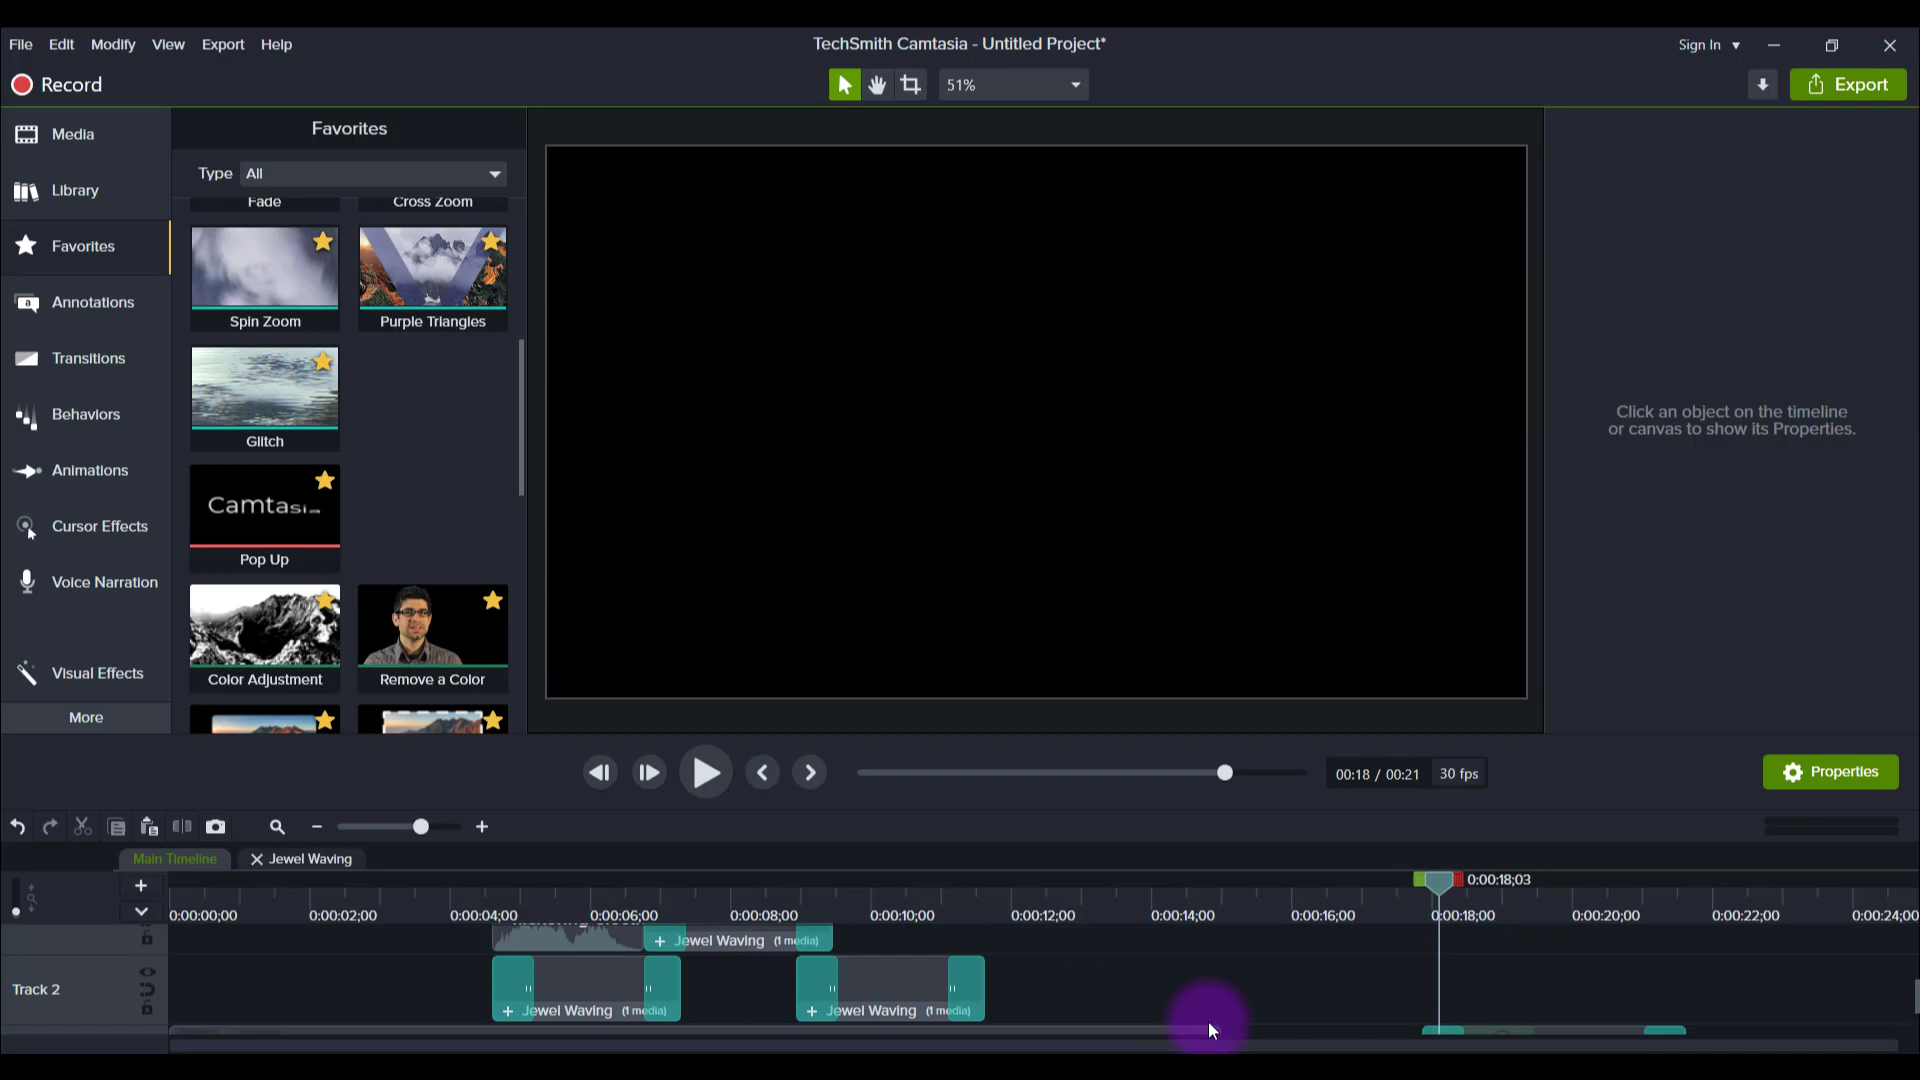 File Edit Modify View Export Help
TechSmith Camtasia - Untitled Project*
Sign In
Record
51%
Export
Media
Library
Favorites
Annotations
Transitions
Behaviors
Animations
Cursor Effects
Voice Narration
Visual Effects
More
Favorites
Type All
Fade Cross Zoom
Spin Zoom Purple Triangles
Glitch
Camtasia
Pop Up
Color Adjustment Remove a Color
Click an object on the timeline
or canvas to show its Properties.
00:18 / 00:21 30 fps
Properties
Main Timeline Jewel Waving
0:00:18;03
0:00:00;00 0:00:02;00 0:00:04;00 0:00:06;00 0:00:08;00 0:00:10;00 0:00:12;00 0:00:14;00 0:00:16;00 0:00:18;00 0:00:20;00 0:00:22;00 0:00:24;00
+ Jewel Waving (1 media)
Track 2
+ Jewel Waving (1 media) + Jewel Waving (1 media)